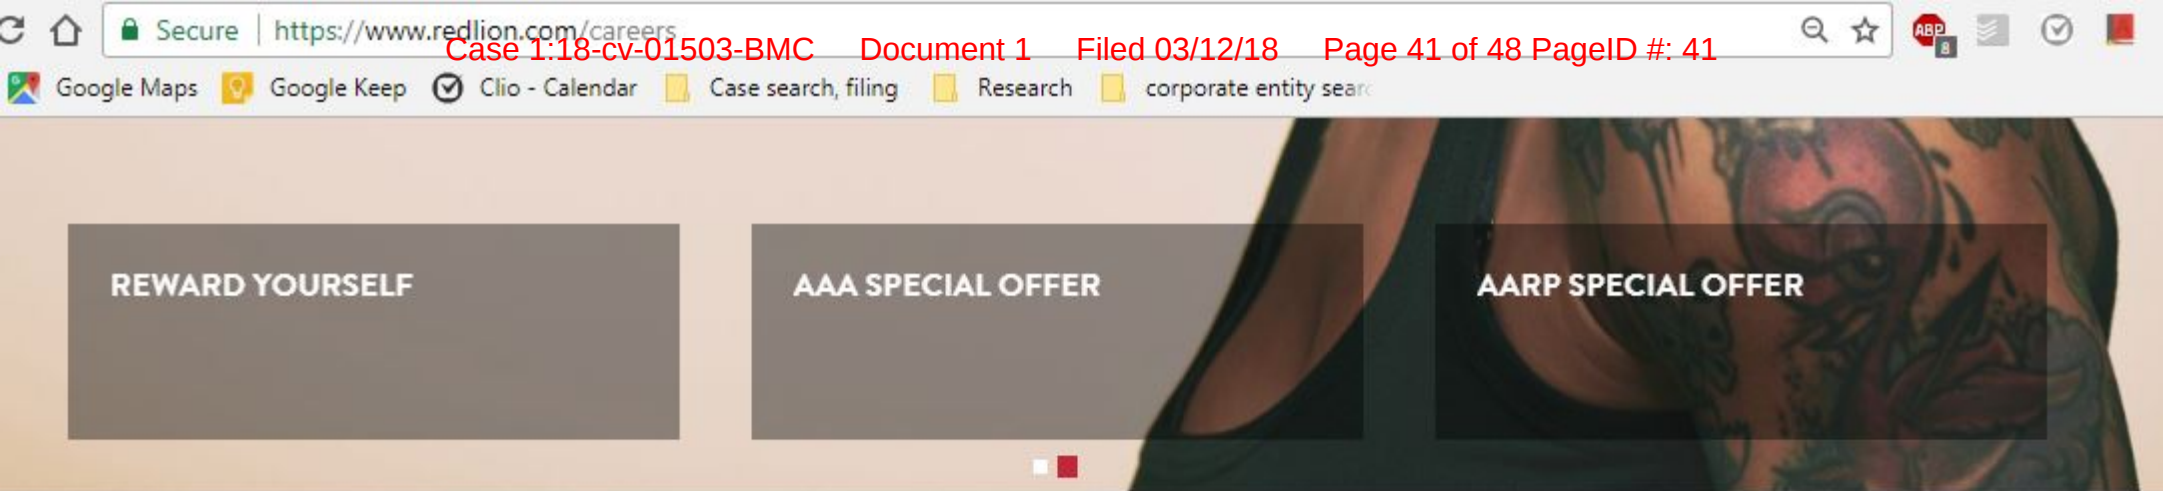 Secure https://www.redlion.com/careers
Case 1:18-cv-01503-BMC Document 1 Filed 03/12/18 Page 41 of 48 PageID #: 41
ABP
8
Google Maps Google Keep Clio - Calendar Case search, filing Research corporate entity sear
REWARD YOURSELF
AAA SPECIAL OFFER
AARP SPECIAL OFFER